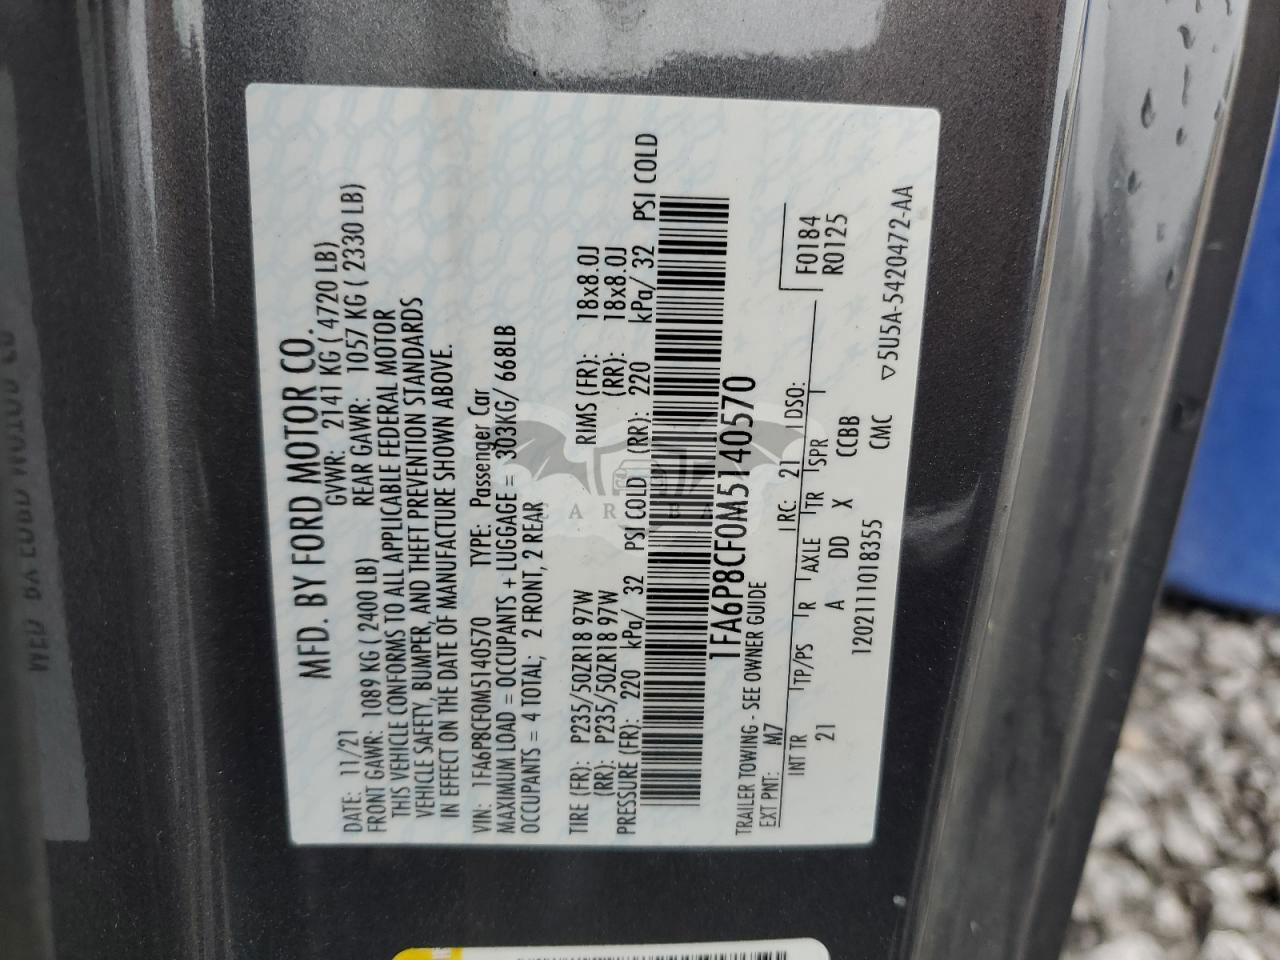 MFD. BY FORD MOTOR CO.
DATE: 11/21 GVWR: 2141 KG ( 4720 LB)
FRONT GAWR: 1089 KG ( 2400 LB) REAR GAWR: 1057 KG ( 2330 LB)
THIS VEHICLE CONFORMS TO ALL APPLICABLE FEDERAL MOTOR
VEHICLE SAFETY, BUMPER, AND THEFT PREVENTION STANDARDS
IN EFFECT ON THE DATE OF MANUFACTURE SHOWN ABOVE.
VIN: 1FA6P8CF0M5140570 TYPE: Passenger Car
MAXIMUM LOAD = OCCUPANTS + LUGGAGE = 303KG/ 668LB
OCCUPANTS = 4 TOTAL; 2 FRONT, 2 REAR
TIRE (FR): P235/50ZR18 97W RIMS (FR): 18x8.0J
(RR): P235/50ZR18 97W (RR): 18x8.0J
PRESSURE (FR): 220 kPa/ 32 PSI COLD (RR): 220 kPa/ 32 PSI COLD
1FA6P8CF0M5140570
TRAILER TOWING - SEE OWNER GUIDE
EXT PNT: M7 RC: 21 DSO: F0184
INT TR TP/PS R AXLE TR SPR R0125
21 A DD X CCBB
CMC
12021111018355 ▽5U5A-5420472-AA